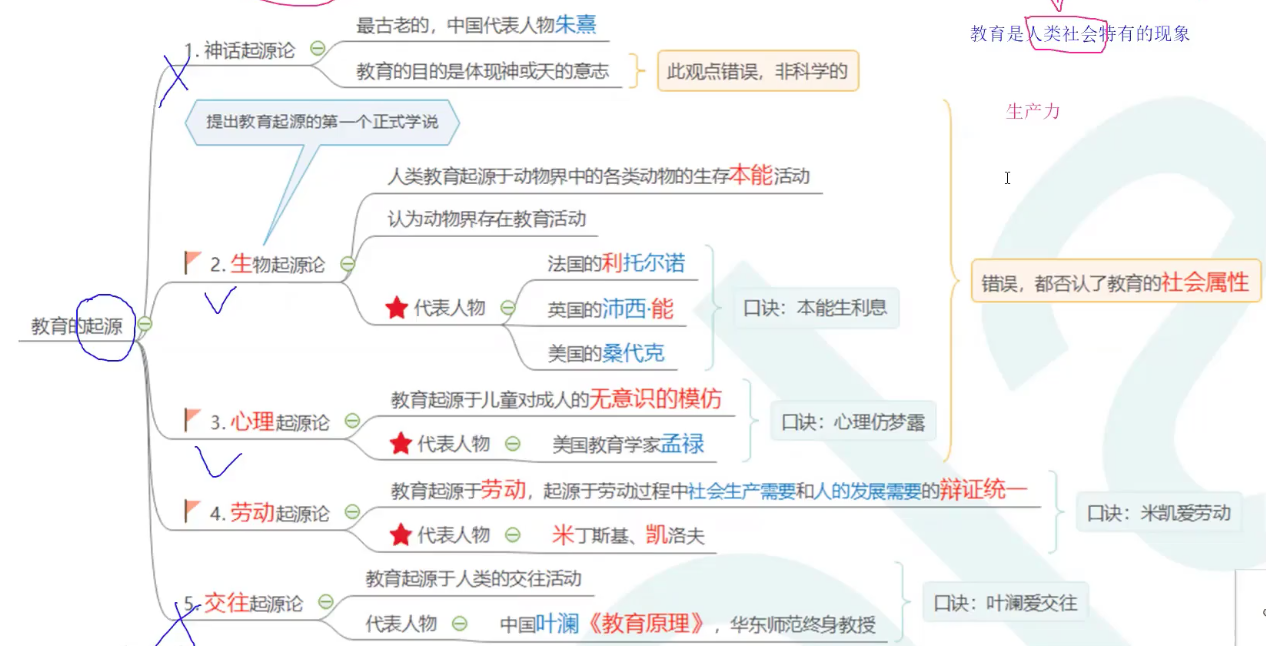 最古老的，中国代表人物朱熹
教育是人类社会特有的现象
1. 神话起源论
教育的目的是体现神或天的意志
此观点错误，非科学的
生产力
提出教育起源的第一个正式学说
人类教育起源于动物界中的各类动物的生存本能活动
认为动物界存在教育活动
2. 生物起源论
法国的利托尔诺
错误，都否认了教育的社会属性
代表人物
英国的沛西·能
口诀：本能生利息
教育的起源
美国的桑代克
教育起源于儿童对成人的无意识的模仿
3. 心理起源论
口诀：心理仿梦露
代表人物
美国教育学家孟禄
教育起源于劳动，起源于劳动过程中社会生产需要和人的发展需要的辩证统一
4. 劳动起源论
口诀：米凯爱劳动
代表人物
米丁斯基、凯洛夫
教育起源于人类的交往活动
5. 交往起源论
口诀：叶澜爱交往
代表人物
中国叶澜《教育原理》，华东师范终身教授